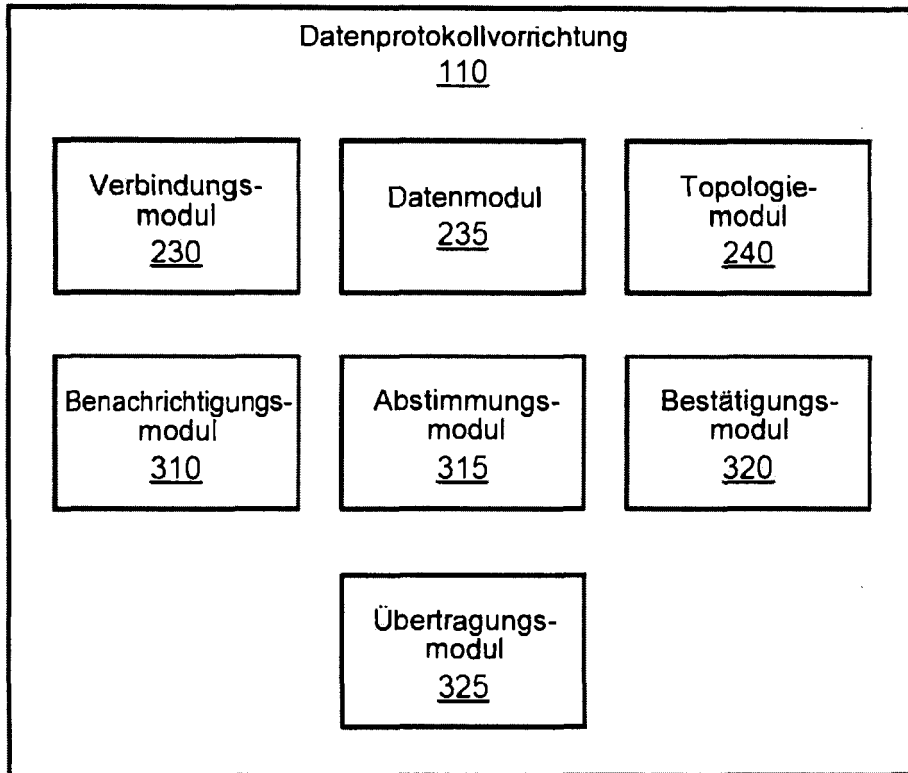 Datenprotokollvorrichtung
110
Verbindungs-
modul
230
Datenmodul
235
Topologie-
modul
240
Benachrichtigungs-
modul
310
Abstimmungs-
modul
315
Bestätigungs-
modul
320
Übertragungs-
modul
325